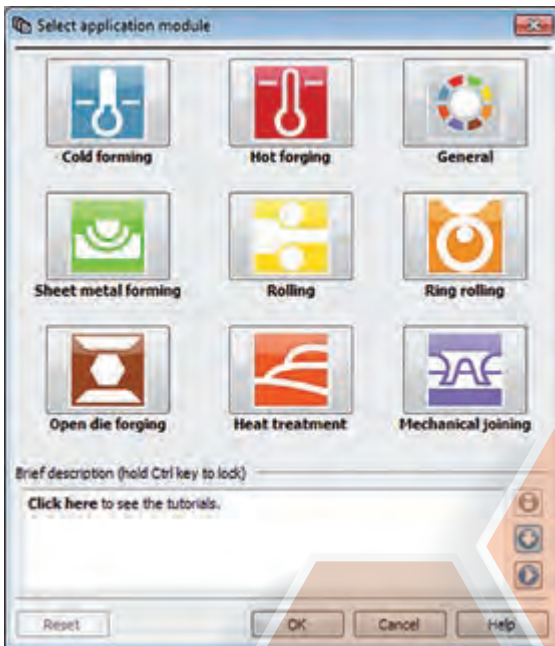 Select application module
Cold forming
Hot forging
General
Sheet metal forming
Rolling
Ring rolling
Open die forging
Heat treatment
Mechanical joining
Brief description (hold Ctrl key to lock)
Click here to see the tutorials.
Reset
OK
Cancel
Help